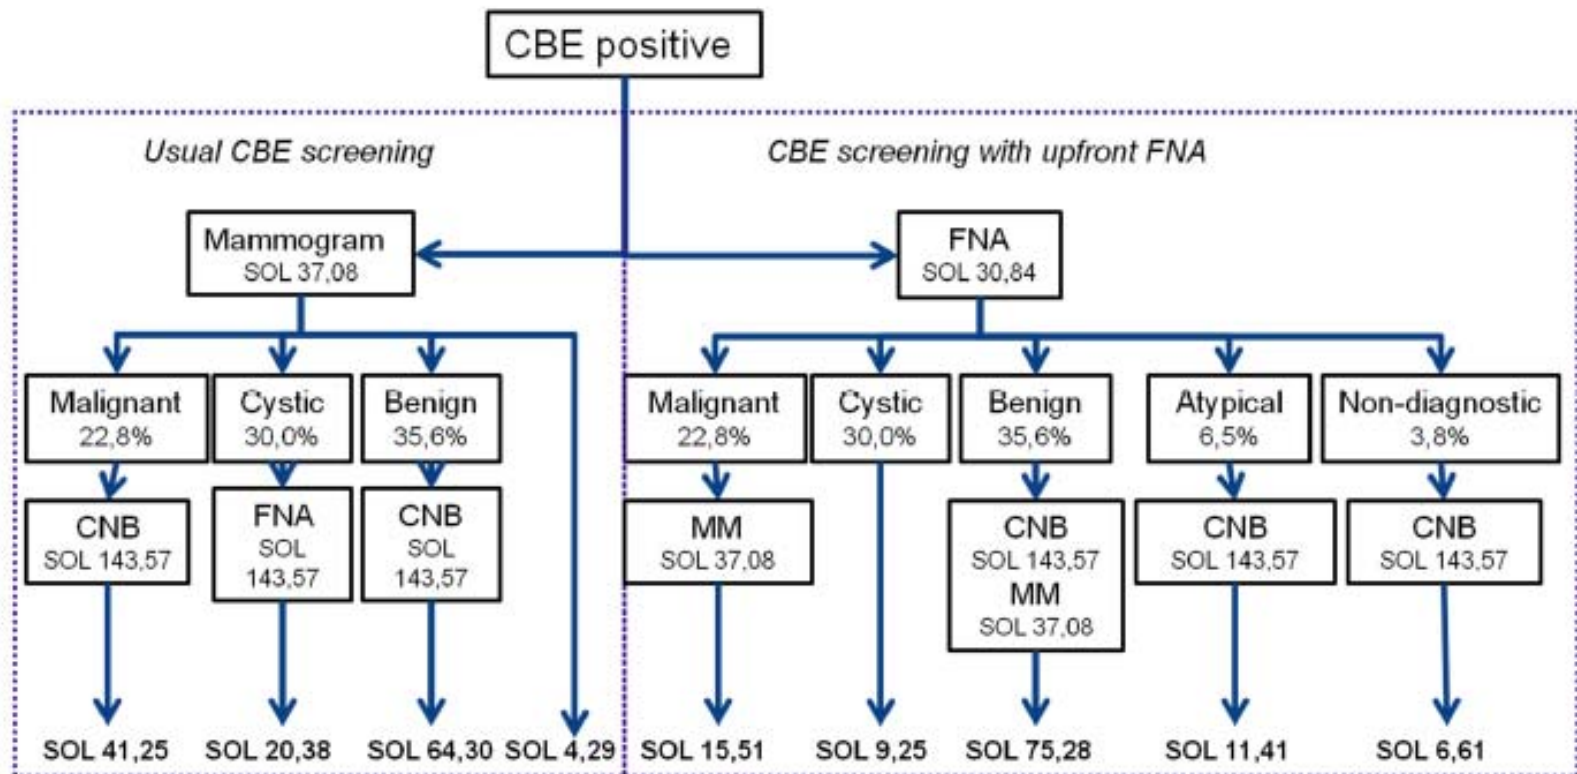 CBE positive
Usual CBE screening
CBE screening with upfront FNA
Mammogram
SOL 37,08
FNA
SOL 30,84
Malignant
22,8%
Cystic
30,0%
Benign
35,6%
Malignant
22,8%
Cystic
30,0%
Benign
35,6%
Atypical
6,5%
Non-diagnostic
3,8%
CNB
SOL 143,57
FNA
SOL
143,57
CNB
SOL
143,57
MM
SOL 37,08
CNB
SOL 143,57
MM
SOL 37,08
CNB
SOL 143,57
CNB
SOL 143,57
SOL 41,25
SOL 20,38
SOL 64,30
SOL 4,29
SOL 15,51
SOL 9,25
SOL 75,28
SOL 11,41
SOL 6,61